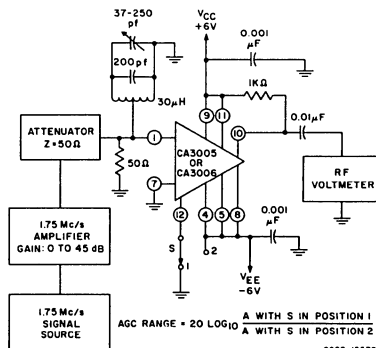 37-250
pf
200pf
30μH
VCC
+6V
0.001
μF
1KΩ
0.01μF
ATTENUATOR
Z=50Ω
50Ω
1
7
12
9
11
10
CA3005
OR
CA3006
4
5
8
RF
VOLTMETER
1.75 Mc/s
AMPLIFIER
GAIN: 0 TO 45 dB
S
1
2
0.001
μF
VEE
-6V
1.75 Mc/s
SIGNAL
SOURCE
AGC RANGE = 20 LOG10 A WITH S IN POSITION 1
A WITH S IN POSITION 2